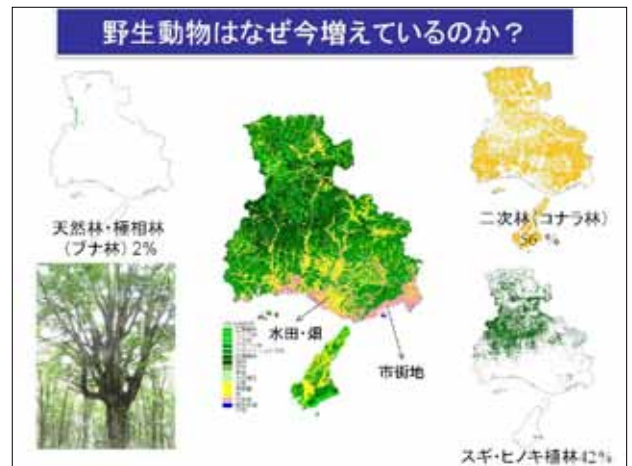 野生動物はなぜ今増えているのか？
天然林・極相林
（ブナ林）2%
二次林（コナラ林）
56 %
水田・畑
市街地
スギ・ヒノキ植林42%